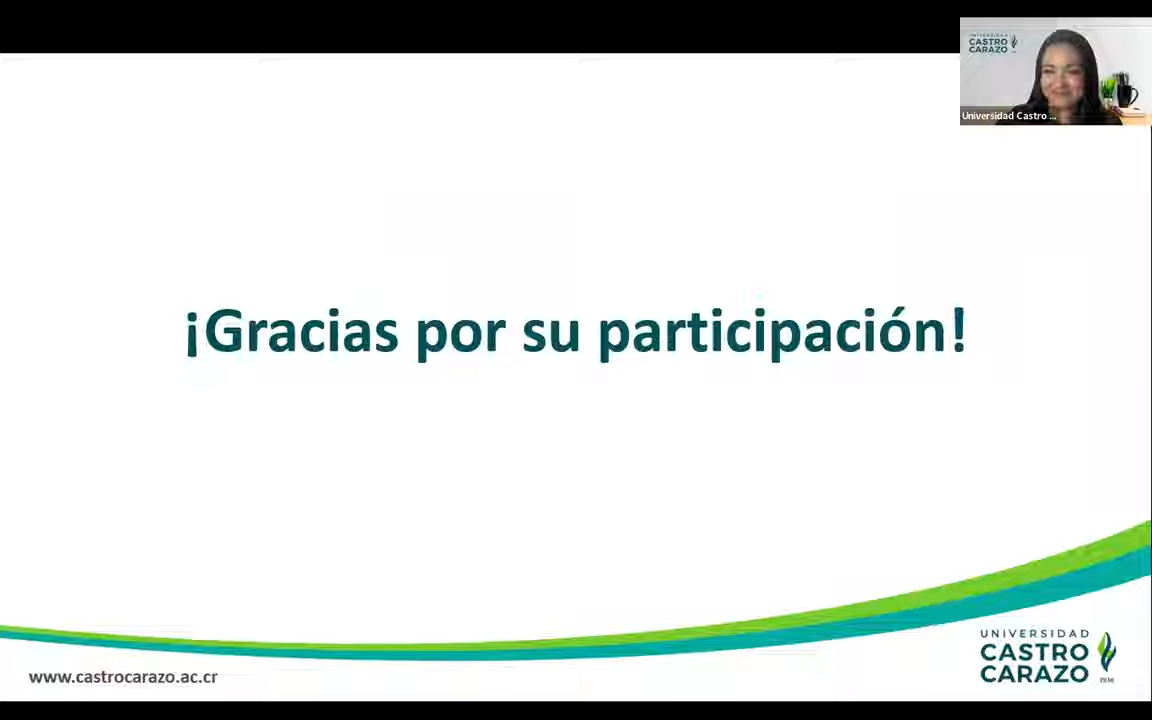 UNIVERSIDAD
CASTRO
CARAZO
Universidad Castro ...
¡Gracias por su participación!
www.castrocarazo.ac.cr
UNIVERSIDAD
CASTRO
CARAZO